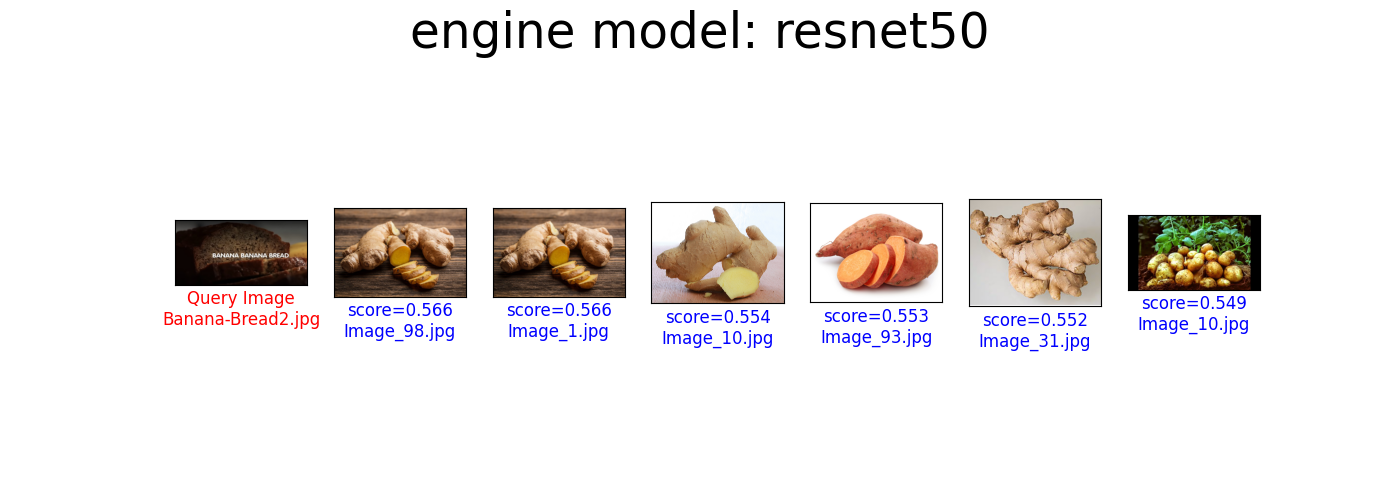 engine model: resnet50
BANANA BANANA BREAD
Query Image
Banana-Bread2.jpg
score=0.566
Image_98.jpg
score=0.566
Image_1.jpg
score=0.554
Image_10.jpg
score=0.553
Image_93.jpg
score=0.552
Image_31.jpg
score=0.549
Image_10.jpg